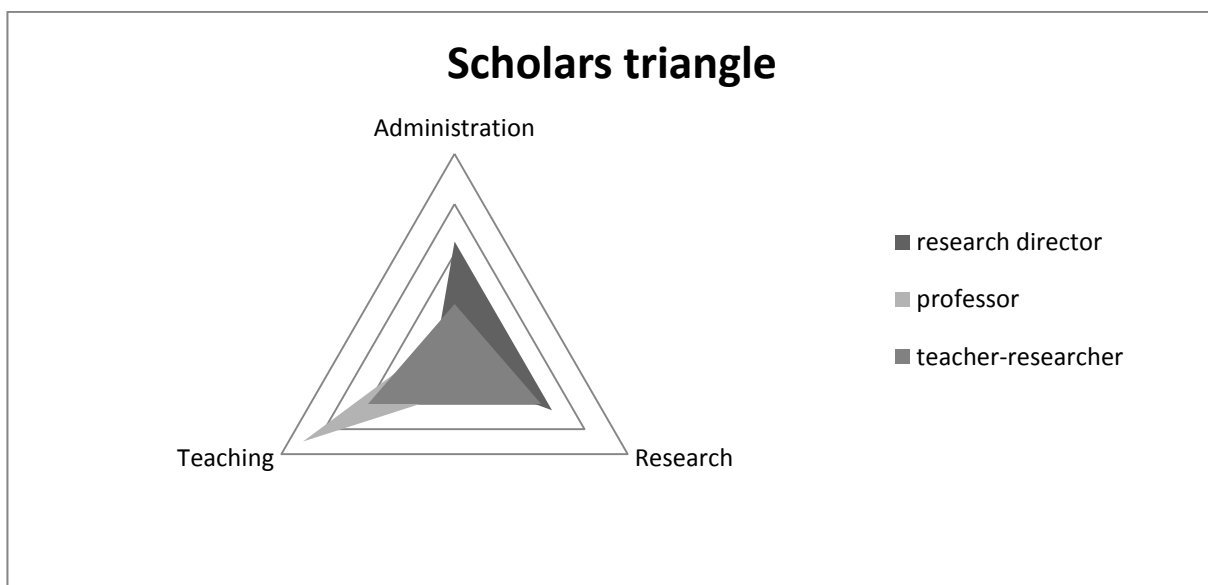 Scholars triangle
Administration
research director
professor
teacher-researcher
Teaching
Research